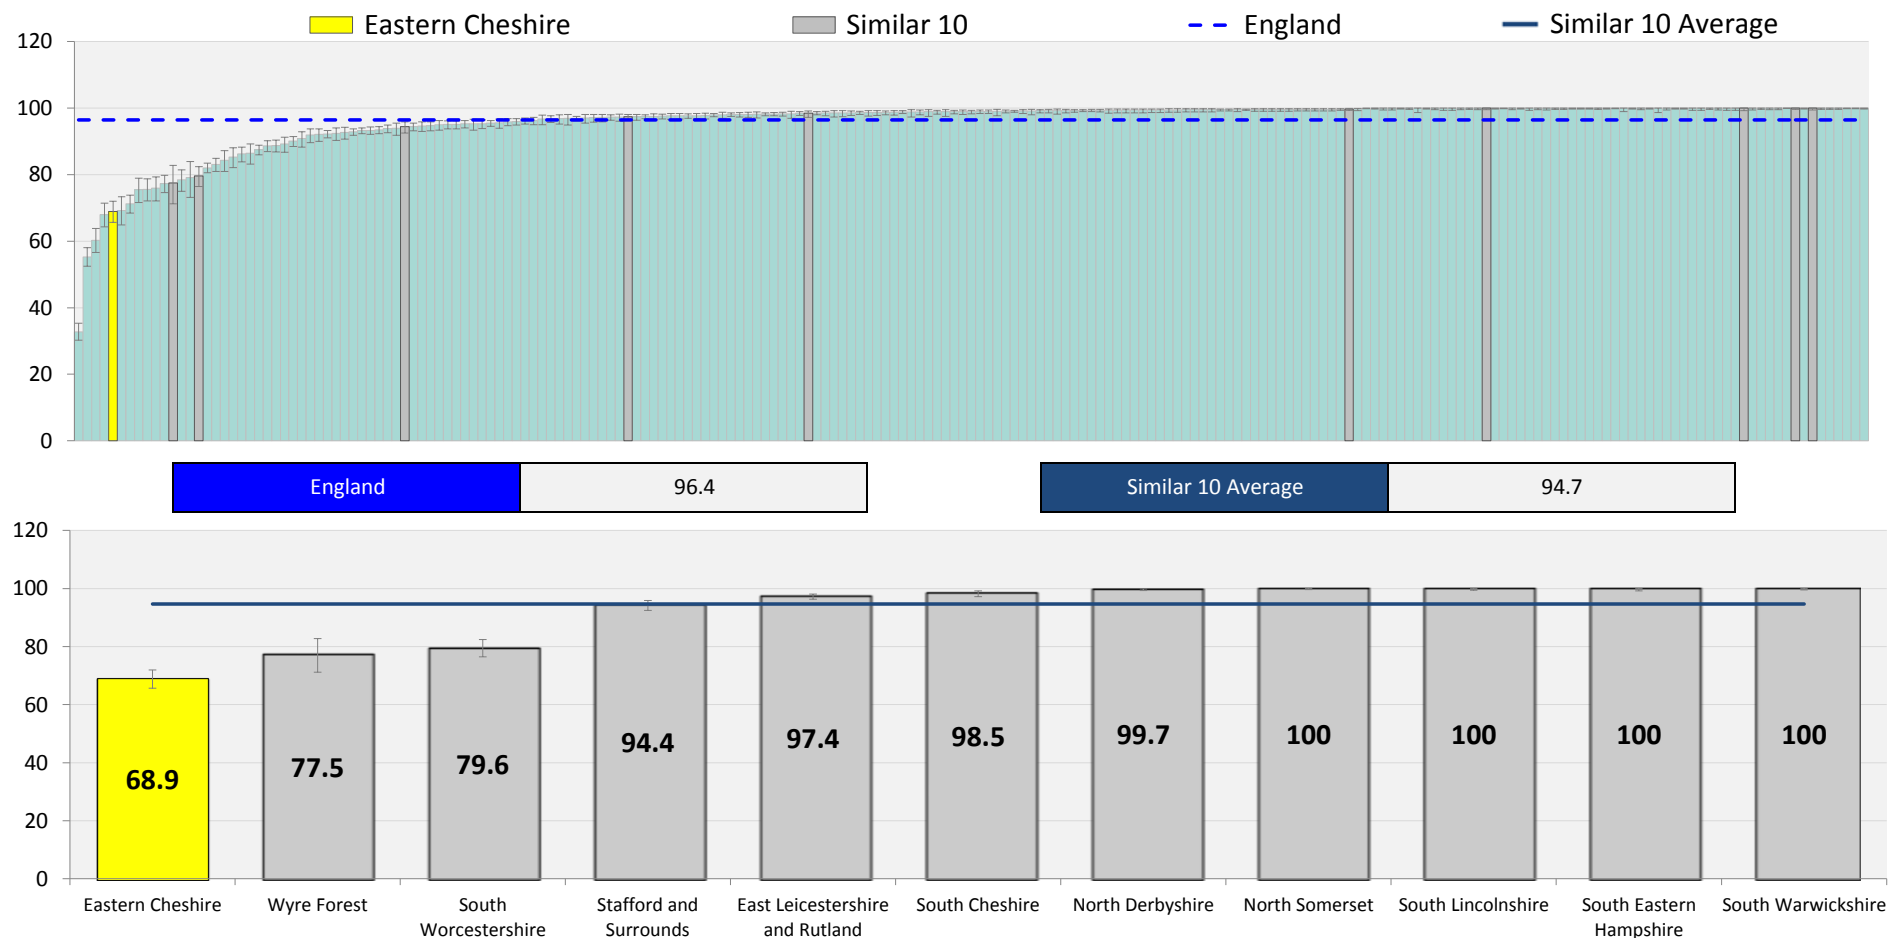 Eastern Cheshire
Similar 10
England
Similar 10 Average
120
100
80
60
40
20
0
England 96.4
Similar 10 Average 94.7
120
100
80
60
40
20
0
68.9 77.5 79.6 94.4 97.4 98.5 99.7 100 100 100 100
Eastern Cheshire
Wyre Forest
South
Worcestershire
Stafford and
Surrounds
East Leicestershire
and Rutland
South Cheshire
North Derbyshire
North Somerset
South Lincolnshire
South Eastern
Hampshire
South Warwickshire